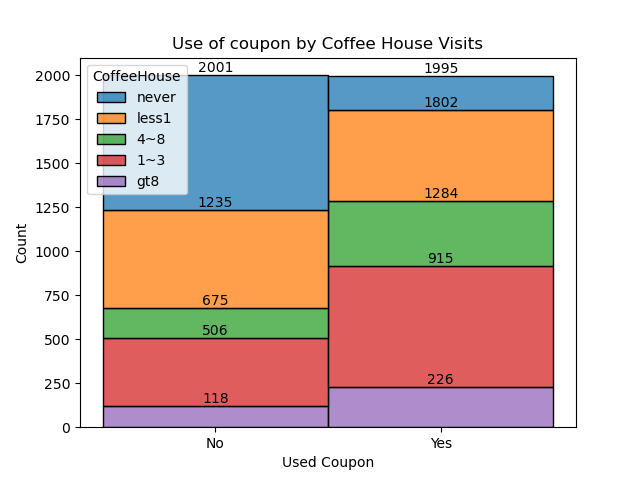 Use of coupon by Coffee House Visits
CoffeeHouse
never
less1
4~8
1~3
gt8
2001
1995
1802
1235
1284
915
675
506
226
118
2000
1750
1500
1250
1000
750
500
250
0
Count
No
Yes
Used Coupon